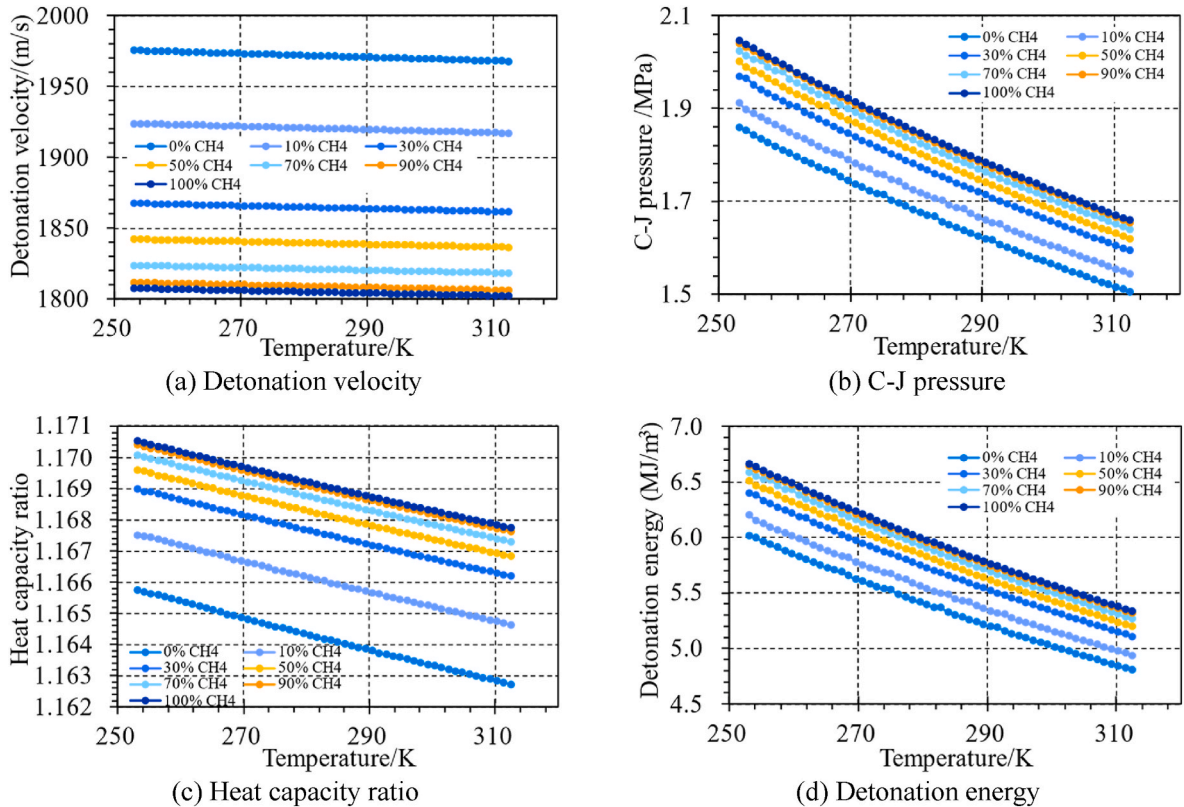 Detonation velocity/(m/s)
2000
1950
1900
1850
1800
0% CH4
10% CH4
30% CH4
50% CH4
70% CH4
90% CH4
100% CH4
250
270
290
310
Temperature/K
(a) Detonation velocity
C-J pressure /MPa)
2.1
1.9
1.7
1.5
0% CH4
10% CH4
30% CH4
50% CH4
70% CH4
90% CH4
100% CH4
250
270
290
310
Temperature/K
(b) C-J pressure
Heat capacity ratio
1.171
1.170
1.169
1.168
1.167
1.166
1.165
1.164
1.163
1.162
0% CH4
10% CH4
30% CH4
50% CH4
70% CH4
90% CH4
100% CH4
250
270
290
310
Temperature/K
(c) Heat capacity ratio
Detonation energy (MJ/m³)
7.0
6.5
6.0
5.5
5.0
4.5
0% CH4
10% CH4
30% CH4
50% CH4
70% CH4
90% CH4
100% CH4
250
270
290
310
Temperature/K
(d) Detonation energy